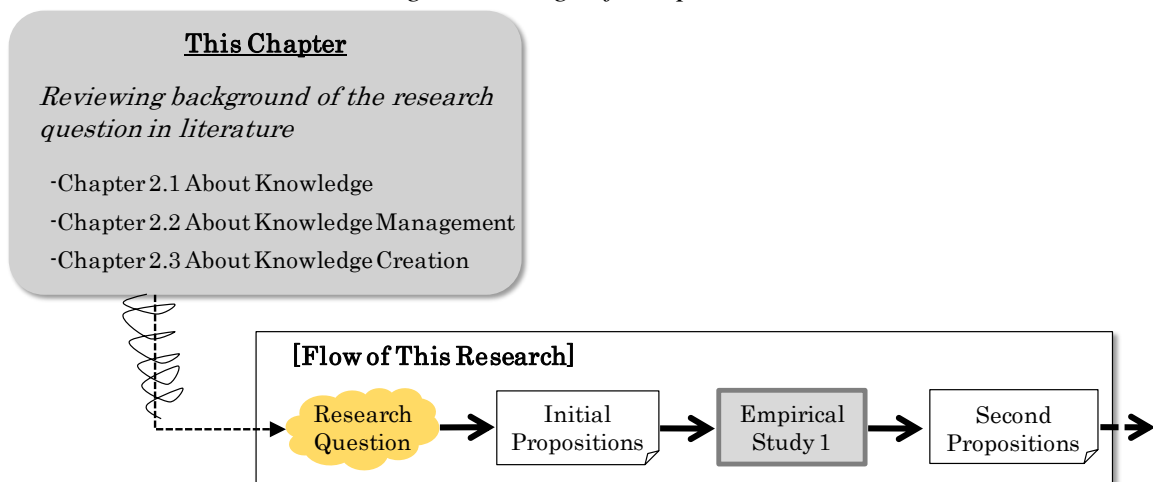 This Chapter
Reviewing background of the research
question in literature
-Chapter 2.1 About Knowledge
-Chapter 2.2 About Knowledge Management
-Chapter 2.3 About Knowledge Creation
[Flow of This Research]
Research
Question
Initial
Propositions
Empirical
Study 1
Second
Propositions